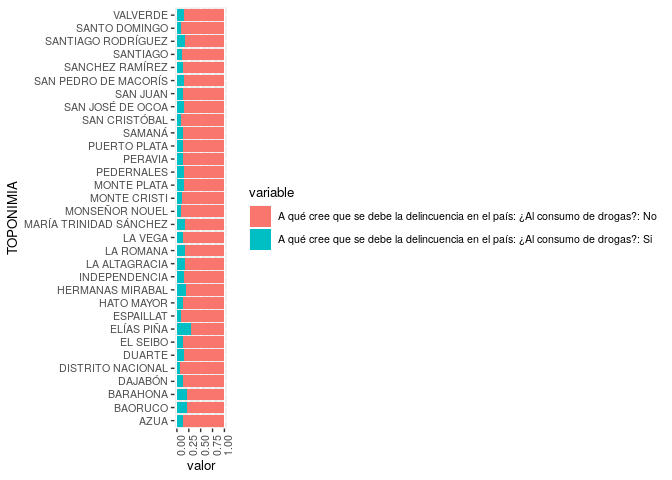 VALVERDE
SANTO DOMINGO
SANTIAGO RODRÍGUEZ
SANTIAGO
SANCHEZ RAMÍREZ
SAN PEDRO DE MACORÍS
SAN JUAN
SAN JOSÉ DE OCOA
SAN CRISTÓBAL
SAMANÁ
PUERTO PLATA
PERAVIA
PEDERNALES
MONTE PLATA
MONTE CRISTI
MONSEÑOR NOUEL
MARÍA TRINIDAD SÁNCHEZ
LA VEGA
LA ROMANA
LA ALTAGRACIA
INDEPENDENCIA
HERMANAS MIRABAL
HATO MAYOR
ESPAILLAT
ELÍAS PIÑA
EL SEIBO
DUARTE
DISTRITO NACIONAL
DAJABÓN
BARAHONA
BAORUCO
AZUA
TOPONIMIA
0.00
0.25
0.50
0.75
1.00
valor
variable
A qué cree que se debe la delincuencia en el país: ¿Al consumo de drogas?: No
A qué cree que se debe la delincuencia en el país: ¿Al consumo de drogas?: Si